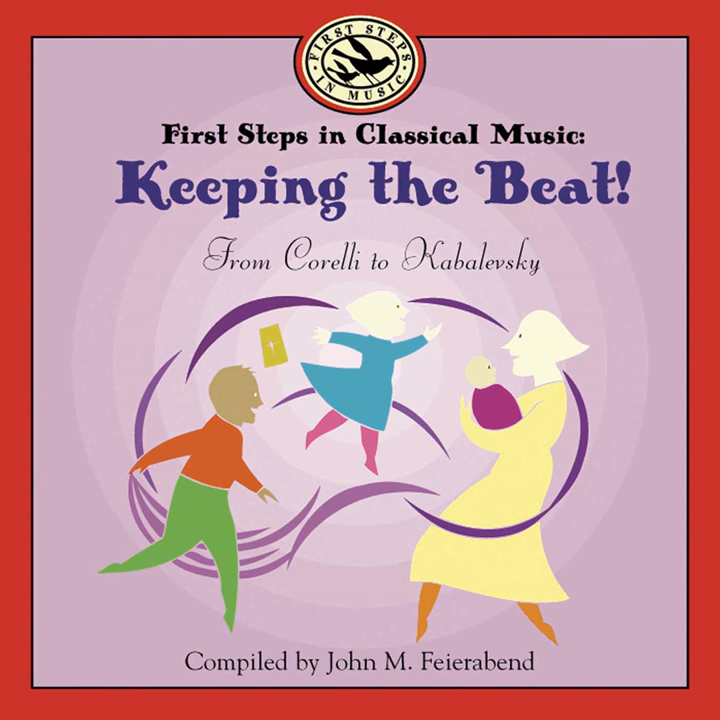 · FIRST STEPS ·
IN MUSIC
First Steps in Classical Music:
Keeping the Beat!
From Corelli to Kabalevsky
Compiled by John M. Feierabend